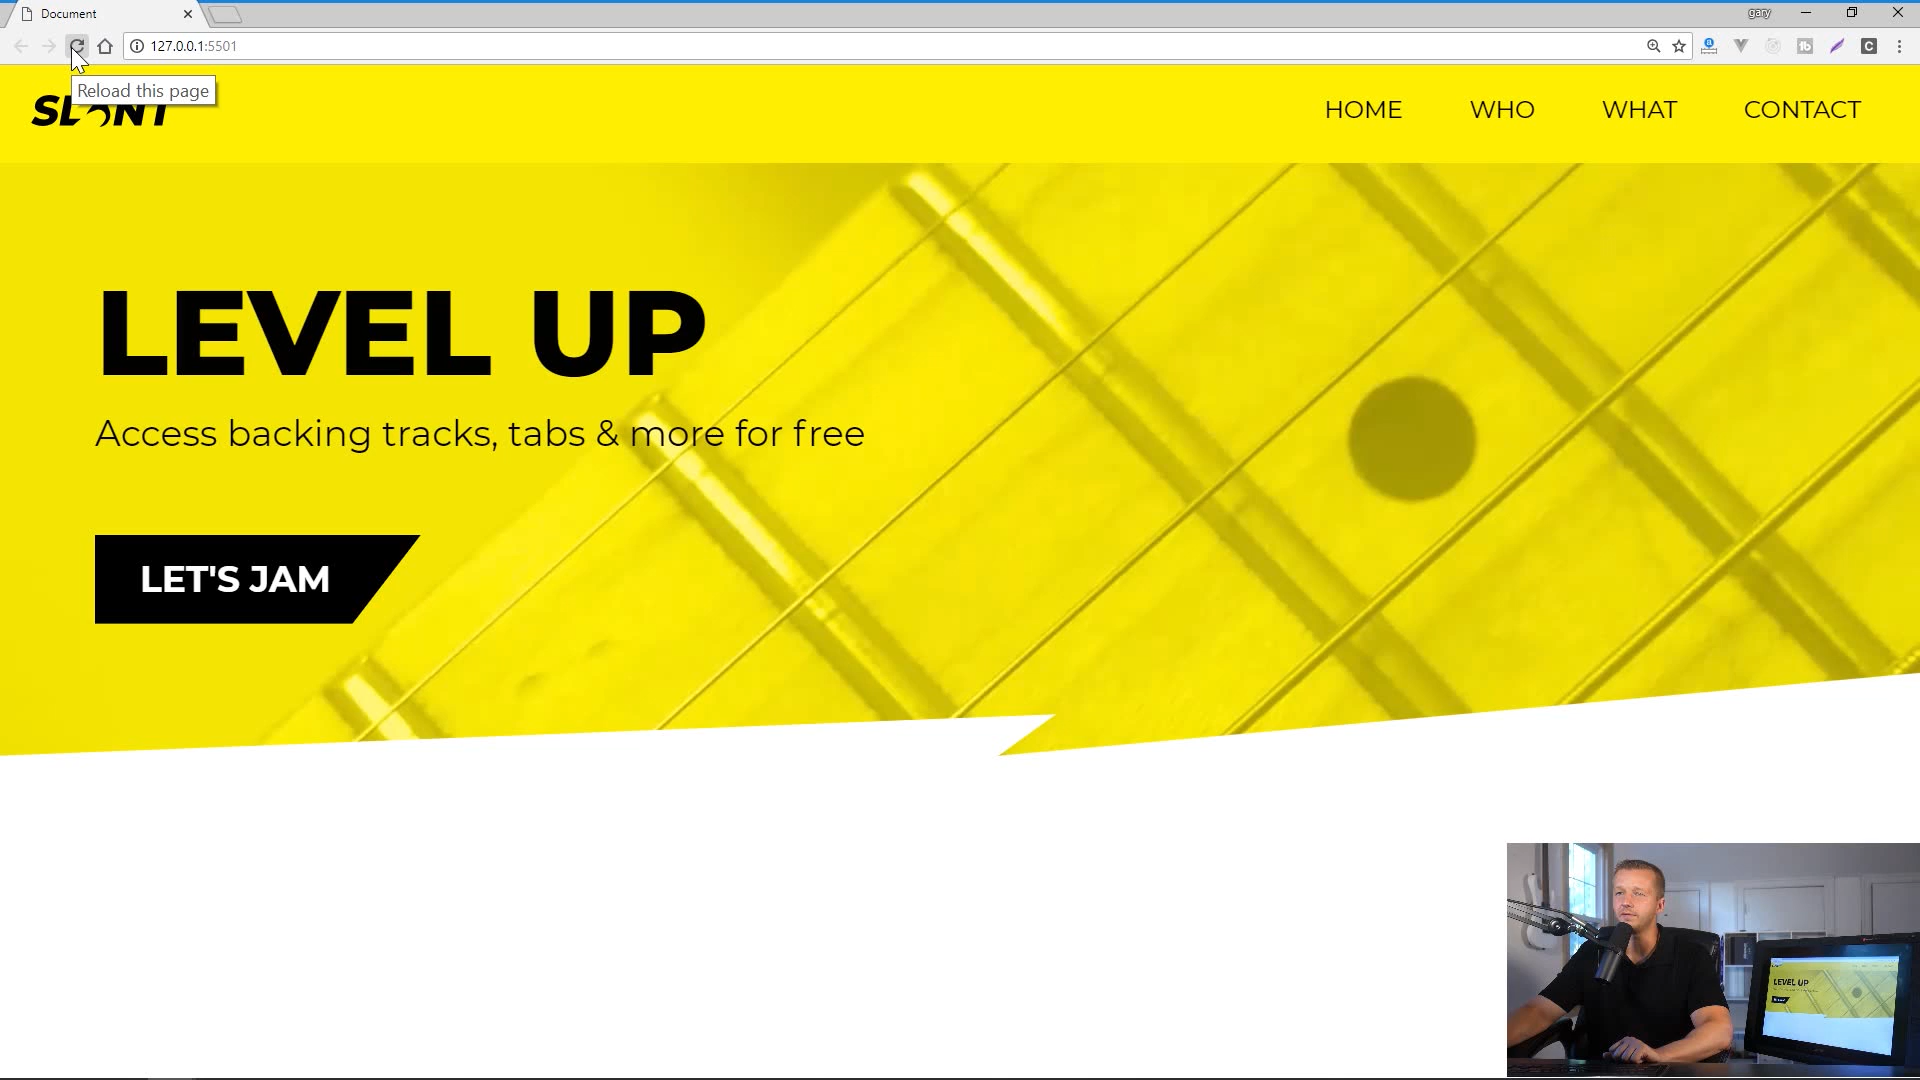 Document
gary
127.0.0.1:5501
Reload this page
HOME WHO WHAT CONTACT
LEVEL UP
Access backing tracks, tabs & more for free
LET'S JAM
LEVEL UP